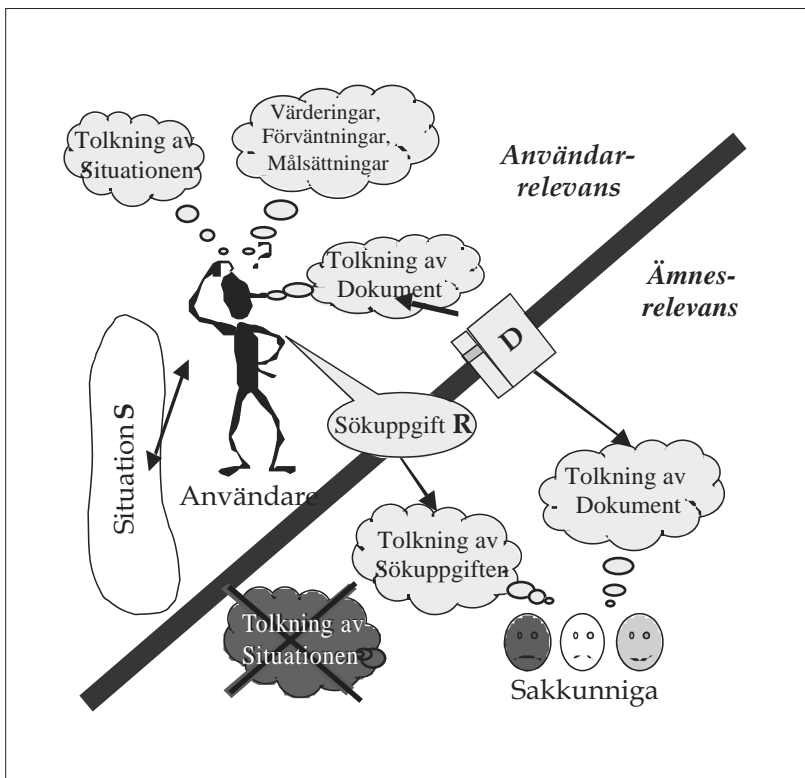 Värderingar,
Förväntningar,
Målsättningar
Tolkning av
Situationen
Användar-
relevans
Tolkning av
Dokument
Ämnes-
relevans
D
Situation S
Sökuppgift R
Användare
Tolkning av
Dokument
Tolkning av
Sökuppgiften
Tolkning av
Situationen
Sakkunniga